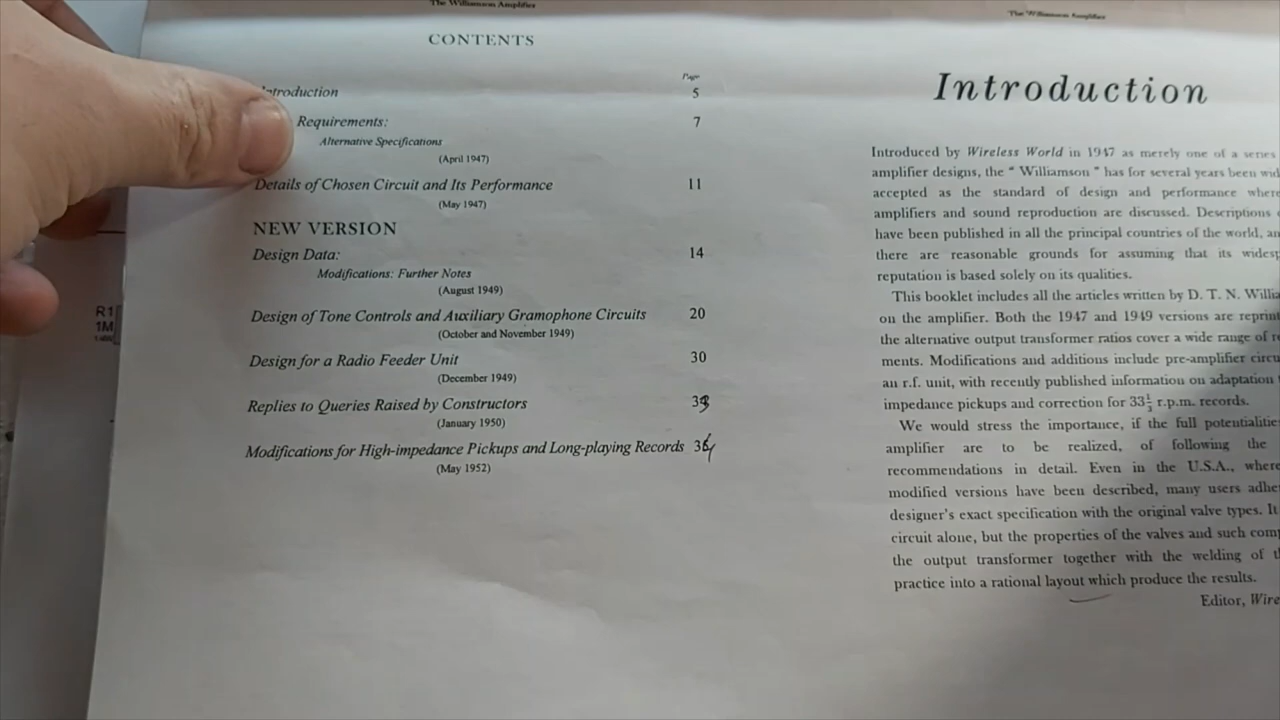 The Williamson Amplifier
CONTENTS
Page
Introduction 5
Requirements: 7
Alternative Specifications
(April 1947)
Details of Chosen Circuit and Its Performance 11
(May 1947)
NEW VERSION
Design Data: 14
Modifications: Further Notes
(August 1949)
Design of Tone Controls and Auxiliary Gramophone Circuits 20
(October and November 1949)
Design for a Radio Feeder Unit 30
(December 1949)
Replies to Queries Raised by Constructors
(January 1950)
Modifications for High-impedance Pickups and Long-playing Records
(May 1952)
R1
1M
The Williamson Amplifier
Introduction
Introduced by Wireless World in 1947 as merely one of a series
amplifier designs, the “ Williamson ” has for several years been
accepted as the standard of design and performance
amplifiers and sound reproduction are discussed. Descriptions
have been published in all the principal countries of the world,
there are reasonable grounds for assuming that its
reputation is based solely on its qualities.
This booklet includes all the articles written by D. T. N.
on the amplifier. Both the 1947 and 1949 versions are
the alternative output transformer ratios cover a wide range of
ments. Modifications and additions include pre-amplifier
an r.f. unit, with recently published information on adaptation
impedance pickups and correction for 33⅓ r.p.m. records.
We would stress the importance, if the full
amplifier are to be realized, of following the
recommendations in detail. Even in the U.S.A.,
modified versions have been described, many users
designer's exact specification with the original valve types. It
circuit alone, but the properties of the valves and such
the output transformer together with the welding of
practice into a rational layout which produce the results.
Editor,